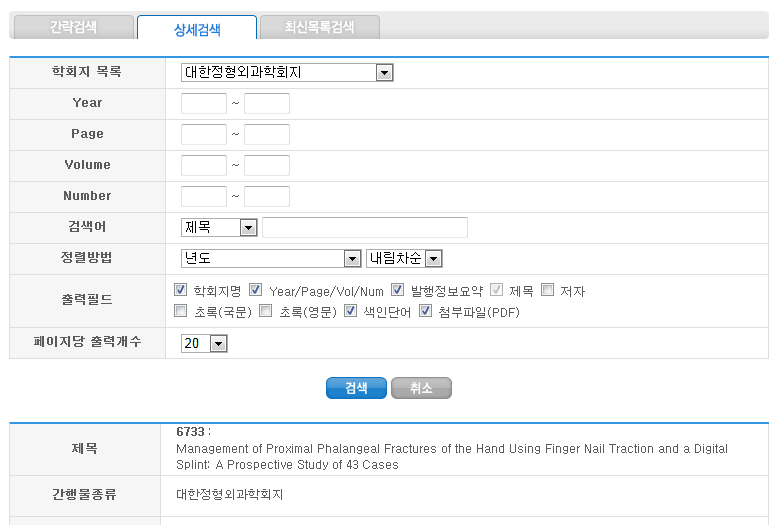 간략검색 상세검색 최신목록검색
학회지 목록 대한정형외과학회지
Year ~
Page ~
Volume ~
Number ~
검색어 제목
정렬방법 년도 내림차순
출력필드 학회지명 Year/Page/Vol/Num 발행정보요약 제목 저자
초록(국문) 초록(영문) 색인단어 첨부파일(PDF)
페이지당 출력개수 20
검색 취소
제목 6733 :
Management of Proximal Phalangeal Fractures of the Hand Using Finger Nail Traction and a Digital
Splint: A Prospective Study of 43 Cases
간행물종류 대한정형외과학회지